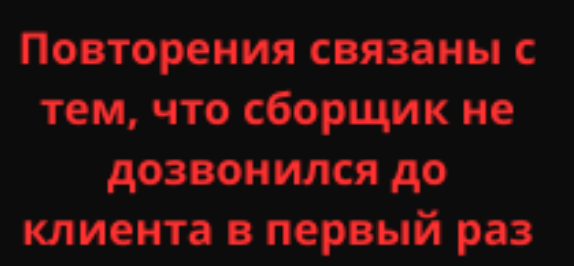 Повторения связаны с
тем, что сборщик не
дозвонился до
клиента в первый раз